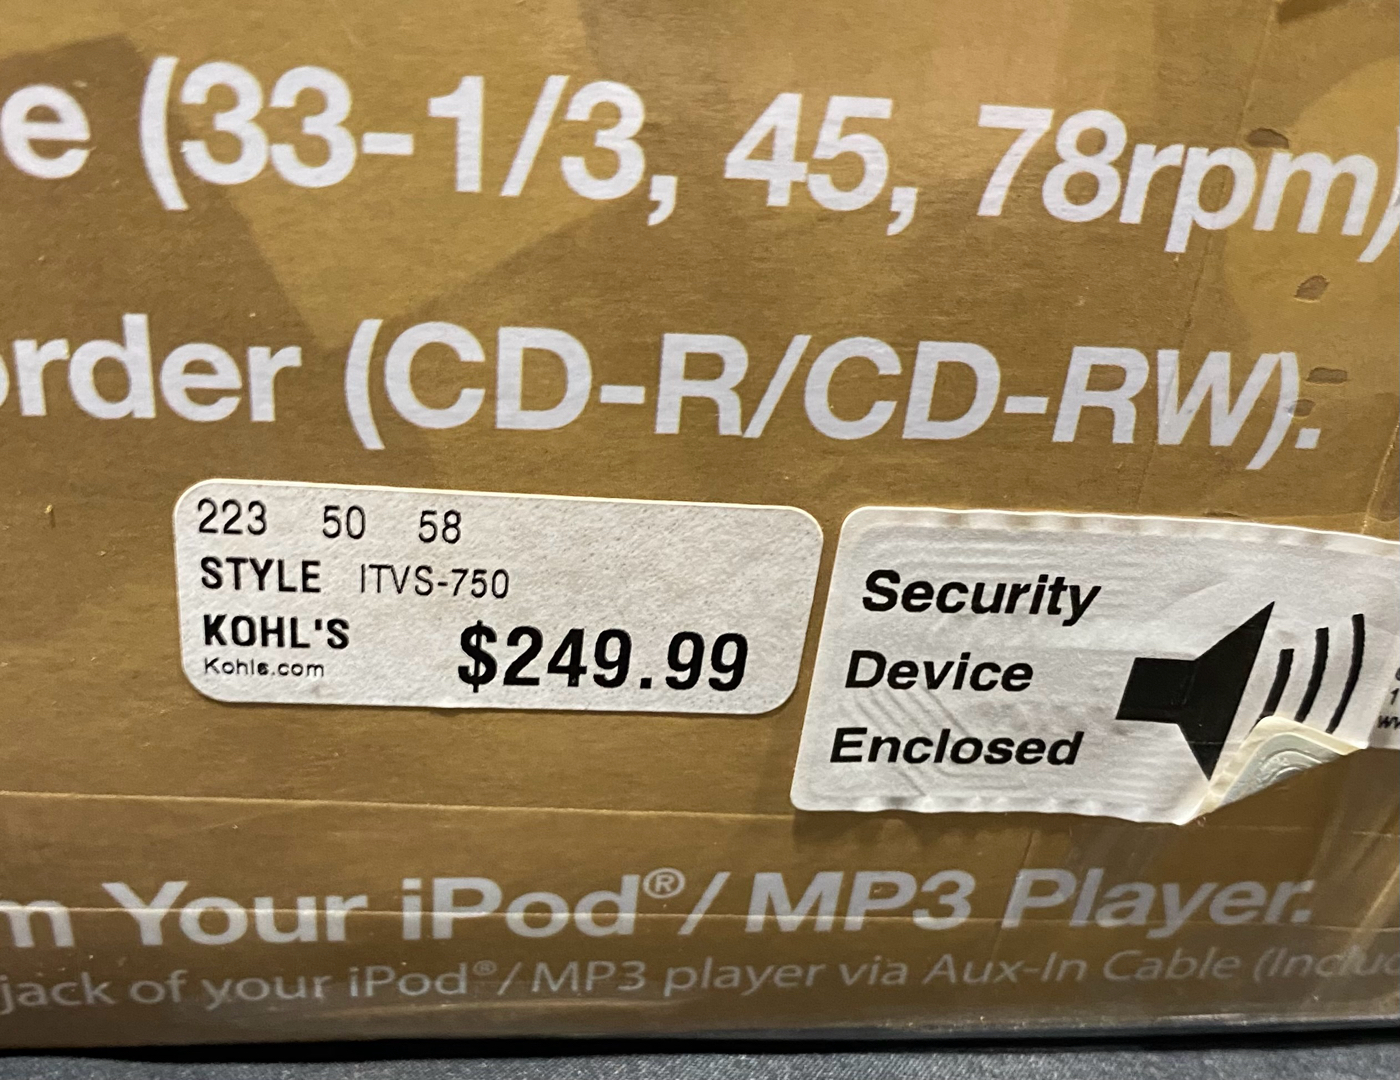 e (33-1/3, 45, 78rpm)
order (CD-R/CD-RW).
223 50 58
STYLE ITVS-750
KOHL'S
Kohls.com
$249.99
Security
Device
Enclosed
m Your iPod®/ MP3 Player.
jack of your iPod®/ MP3 player via Aux-In Cable (Inclu